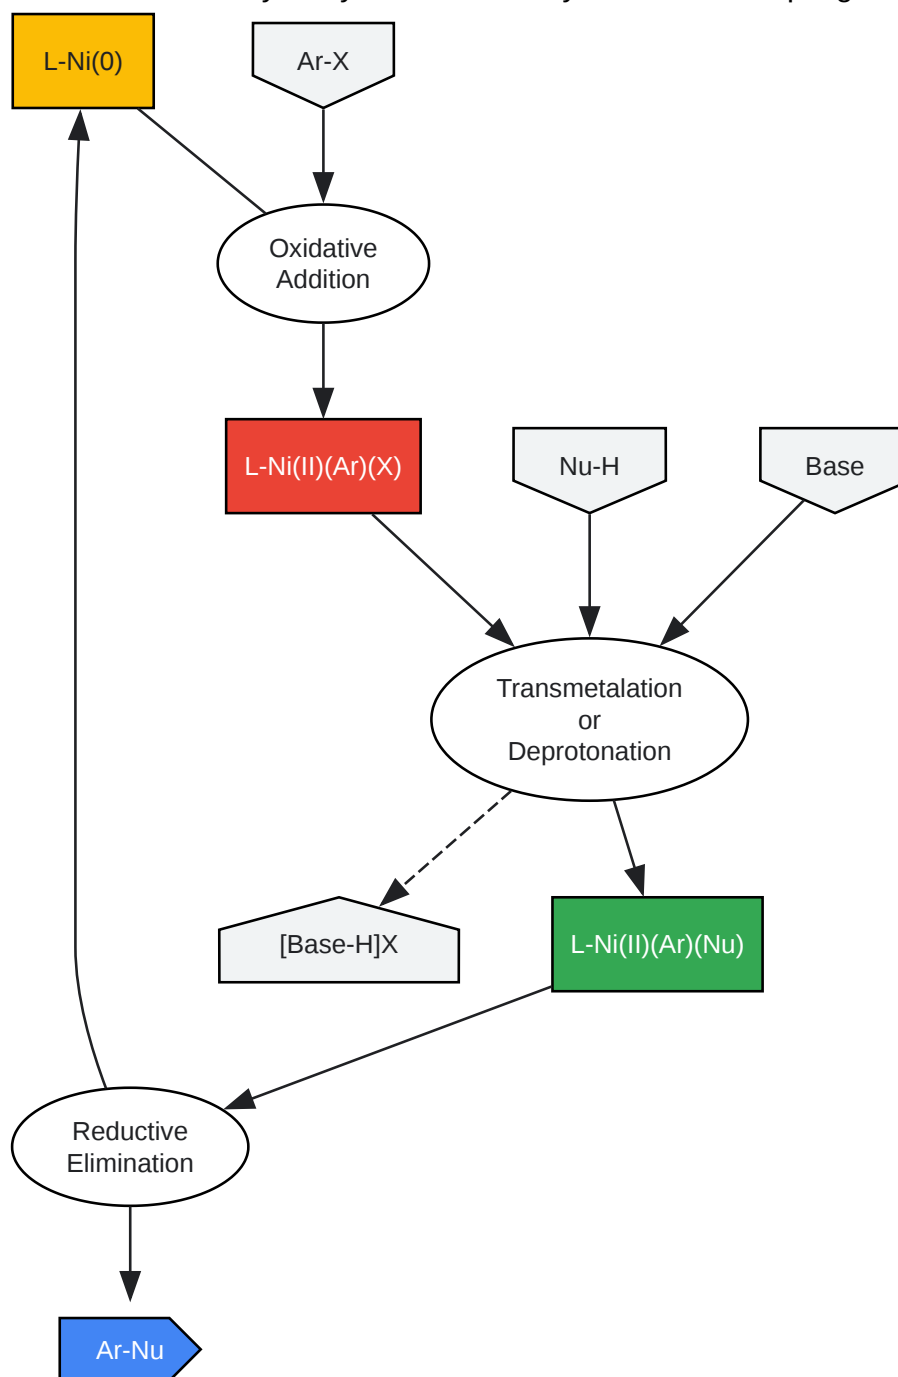 L-Ni(0)
Ar-X
Oxidative
Addition
L-Ni(II)(Ar)(X)
Nu-H
Base
Transmetalation
or
Deprotonation
[Base-H]X
L-Ni(II)(Ar)(Nu)
Reductive
Elimination
Ar-Nu